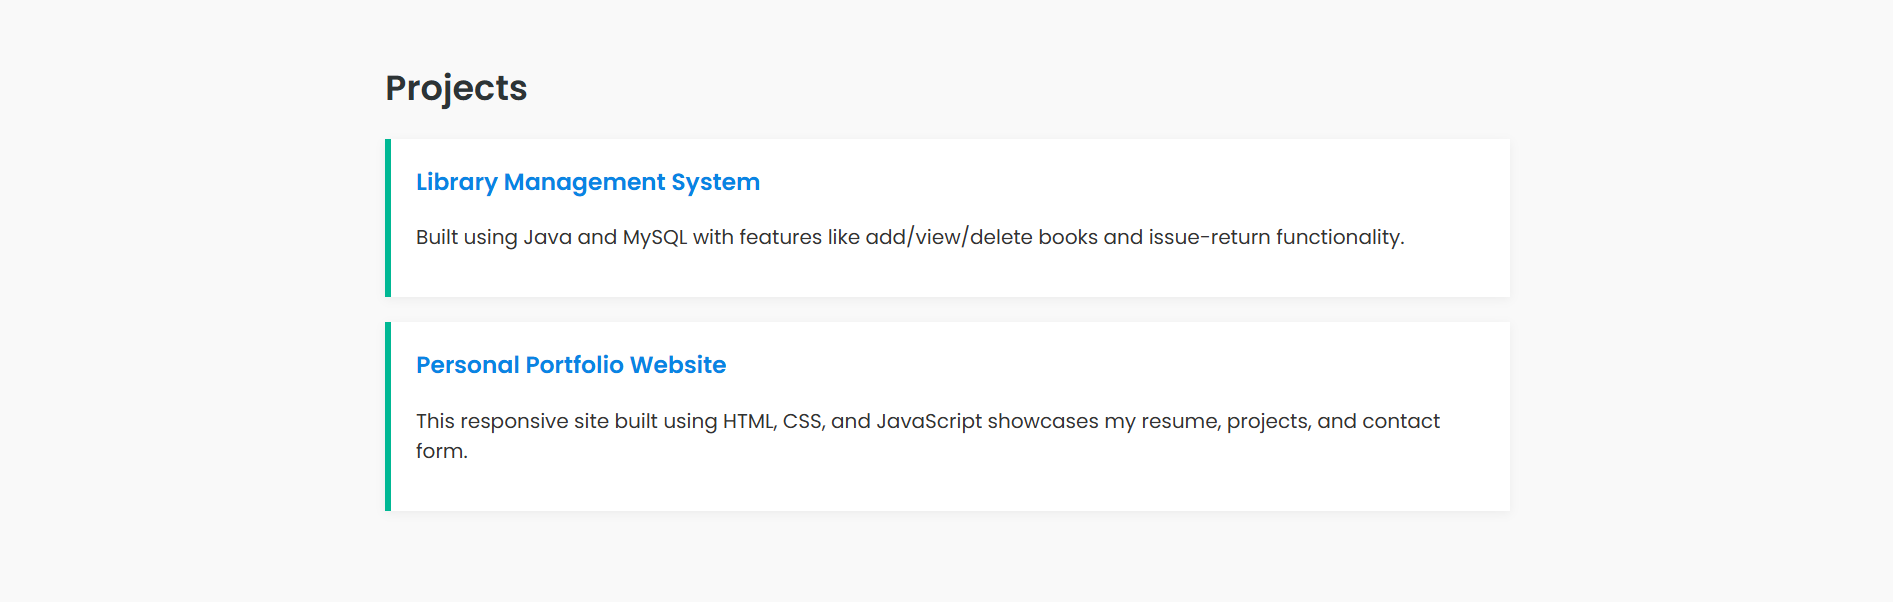 Projects
Library Management System
Built using Java and MySQL with features like add/view/delete books and issue-return functionality.
Personal Portfolio Website
This responsive site built using HTML, CSS, and JavaScript showcases my resume, projects, and contact
form.